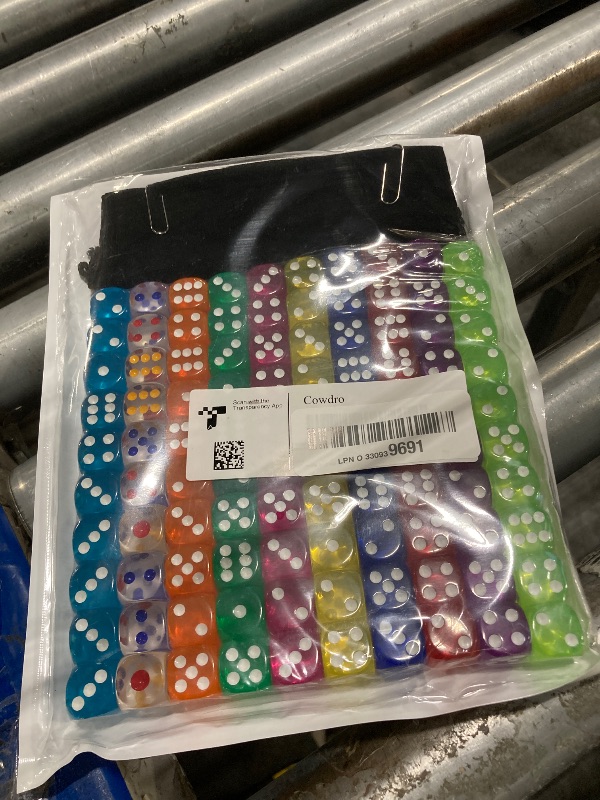 Scan with the
Transparency App
Cowdro
LPN O 33093 9691